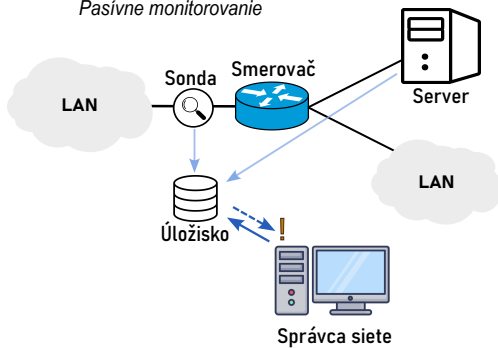 Pasívne monitorovanie
Sonda
Smerovač
Server
LAN
LAN
Úložisko
!
Správca siete